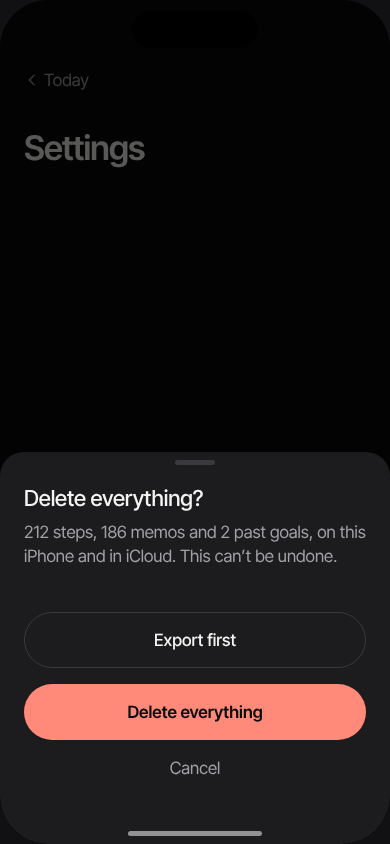 Today
Settings
Delete everything?
212 steps, 186 memos and 2 past goals, on this
iPhone and in iCloud. This can’t be undone.
Export first
Delete everything
Cancel